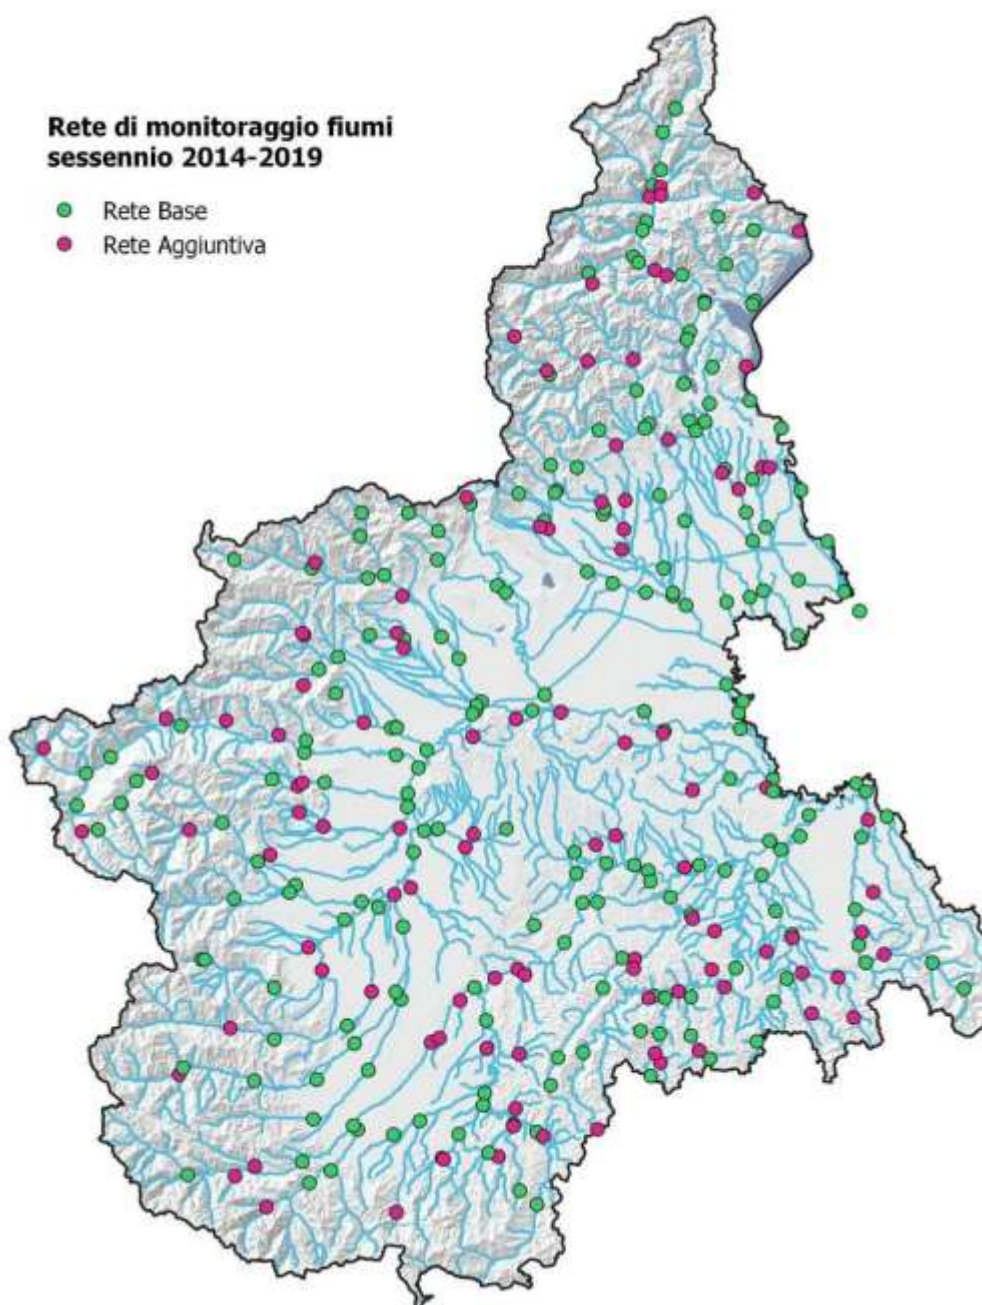 Rete di monitoraggio fiumi
sessennio 2014-2019
Rete Base
Rete Aggiuntiva